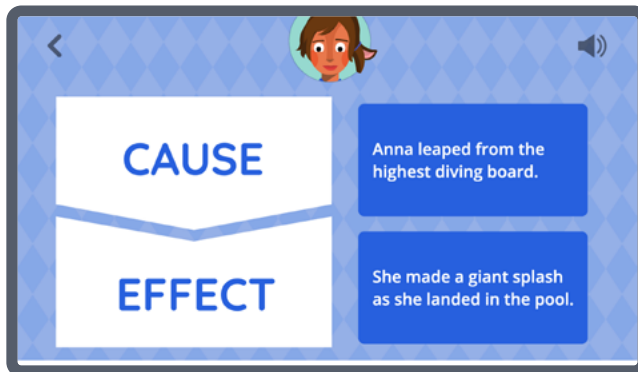 CAUSE
EFFECT
Anna leaped from the
highest diving board.
She made a giant splash
as she landed in the pool.